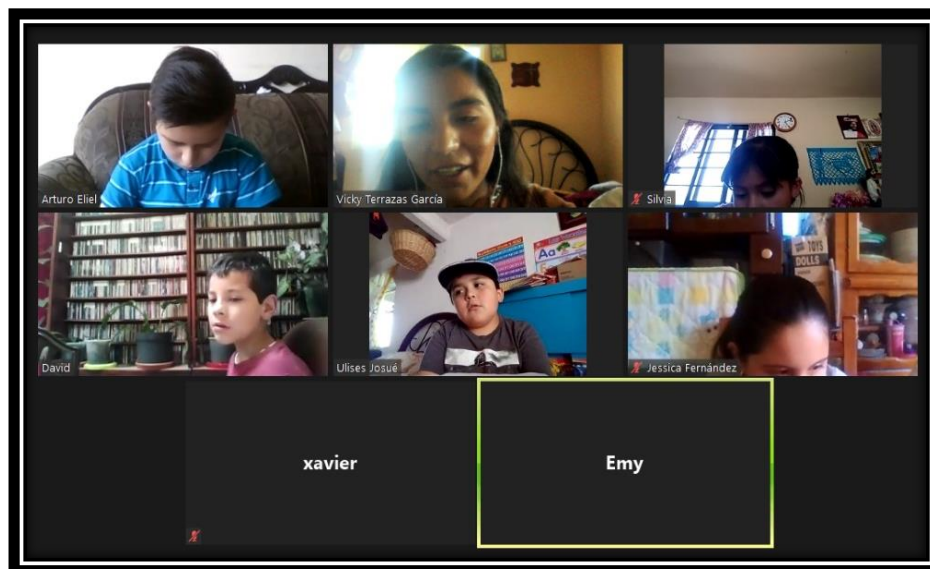 Arturo Eliel
Vicky Terrazas García
Silvia
David
Ulises Josué
Aa
TOYS
DOLLS
Jessica Fernández
xavier
Emy